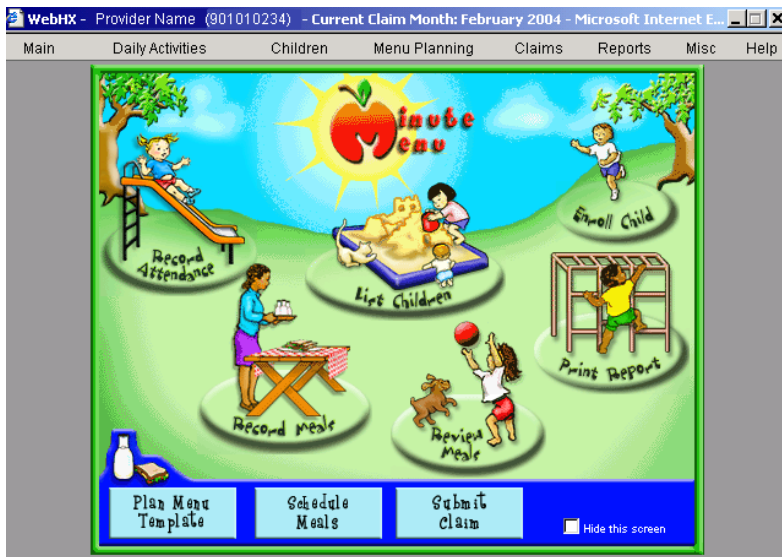 WebHX - Provider Name (901010234) - Current Claim Month: February 2004 - Microsoft Internet E...
Main Daily Activities Children Menu Planning Claims Reports Misc Help
Minute
Menu
Enroll Child
Record
Attendance
List Children
Print Report
Record Meals
Review
Meals
Plan Menu
Template
Schedule
Meals
Submit
Claim
Hide this screen